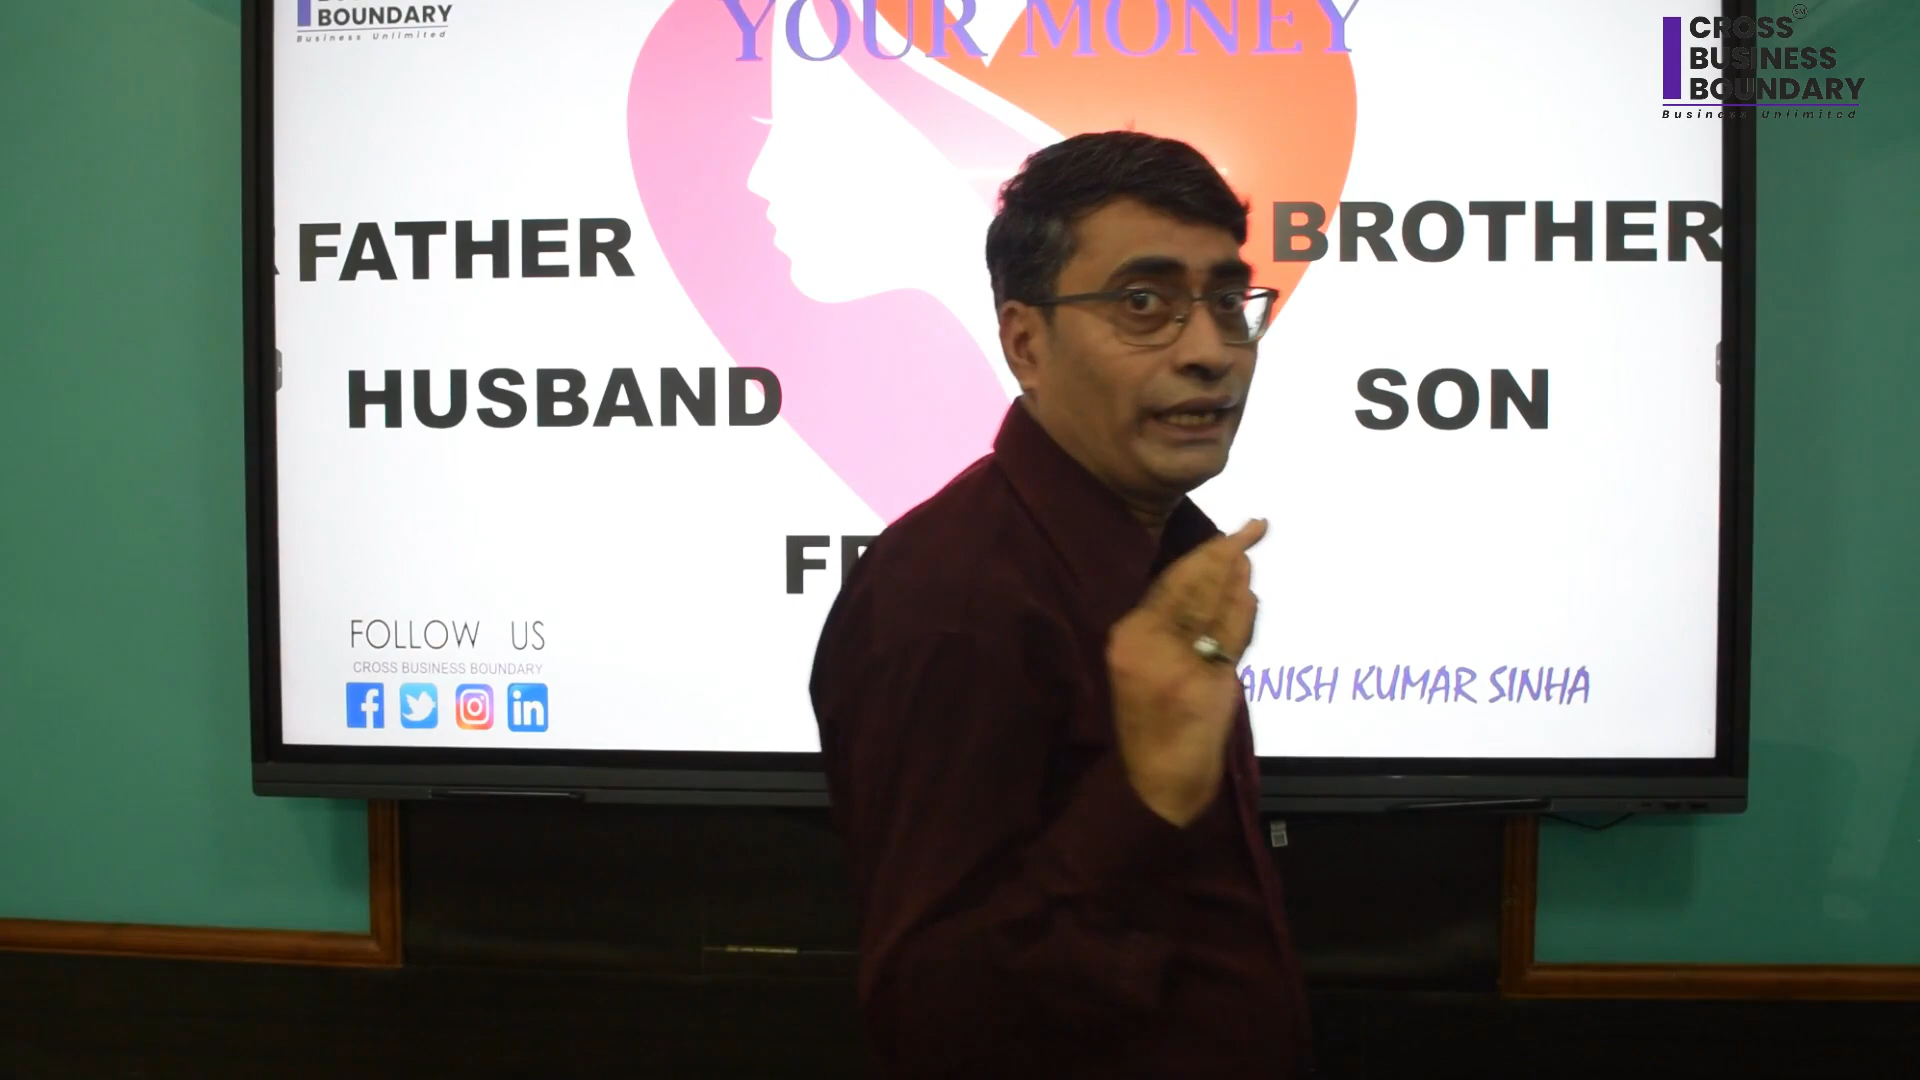 BOUNDARY
Business Unlimited
YOUR MONEY
CROSS
BUSINESS
BOUNDARY
Business Unlimited
FATHER
BROTHER
HUSBAND
SON
FOLLOW US
CROSS BUSINESS BOUNDARY
ANISH KUMAR SINHA